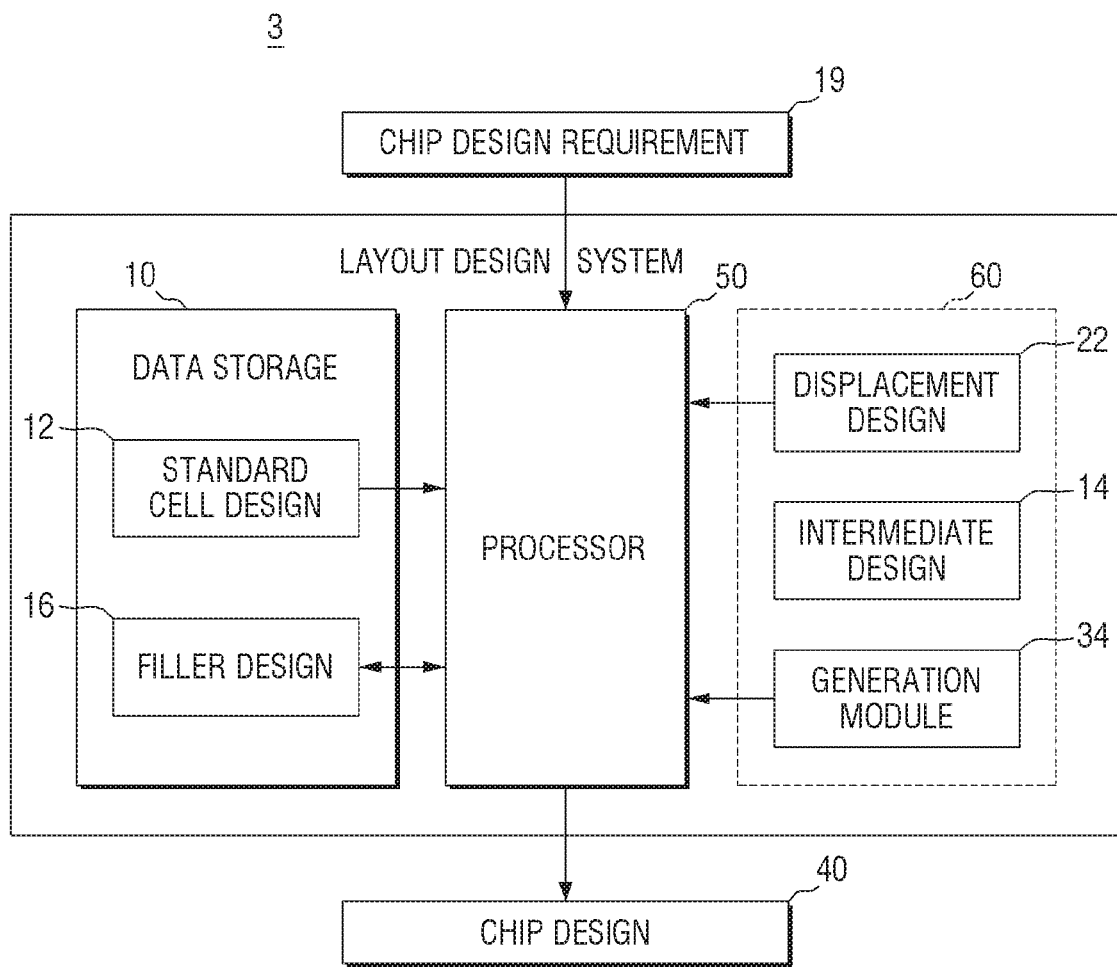 3
19
CHIP DESIGN REQUIREMENT
LAYOUT DESIGN SYSTEM
10
50
60
DATA STORAGE
12
STANDARD
CELL DESIGN
16
FILLER DESIGN
PROCESSOR
22
DISPLACEMENT
DESIGN
14
INTERMEDIATE
DESIGN
34
GENERATION
MODULE
40
CHIP DESIGN